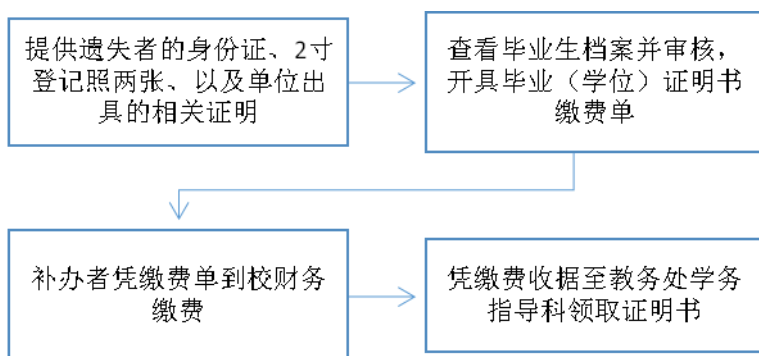 提供遗失者的身份证、2寸
登记照两张、以及单位出
具的相关证明
查看毕业生档案并审核，
开具毕业（学位）证明书
缴费单
补办者凭缴费单到校财务
缴费
凭缴费收据至教务处学务
指导科领取证明书